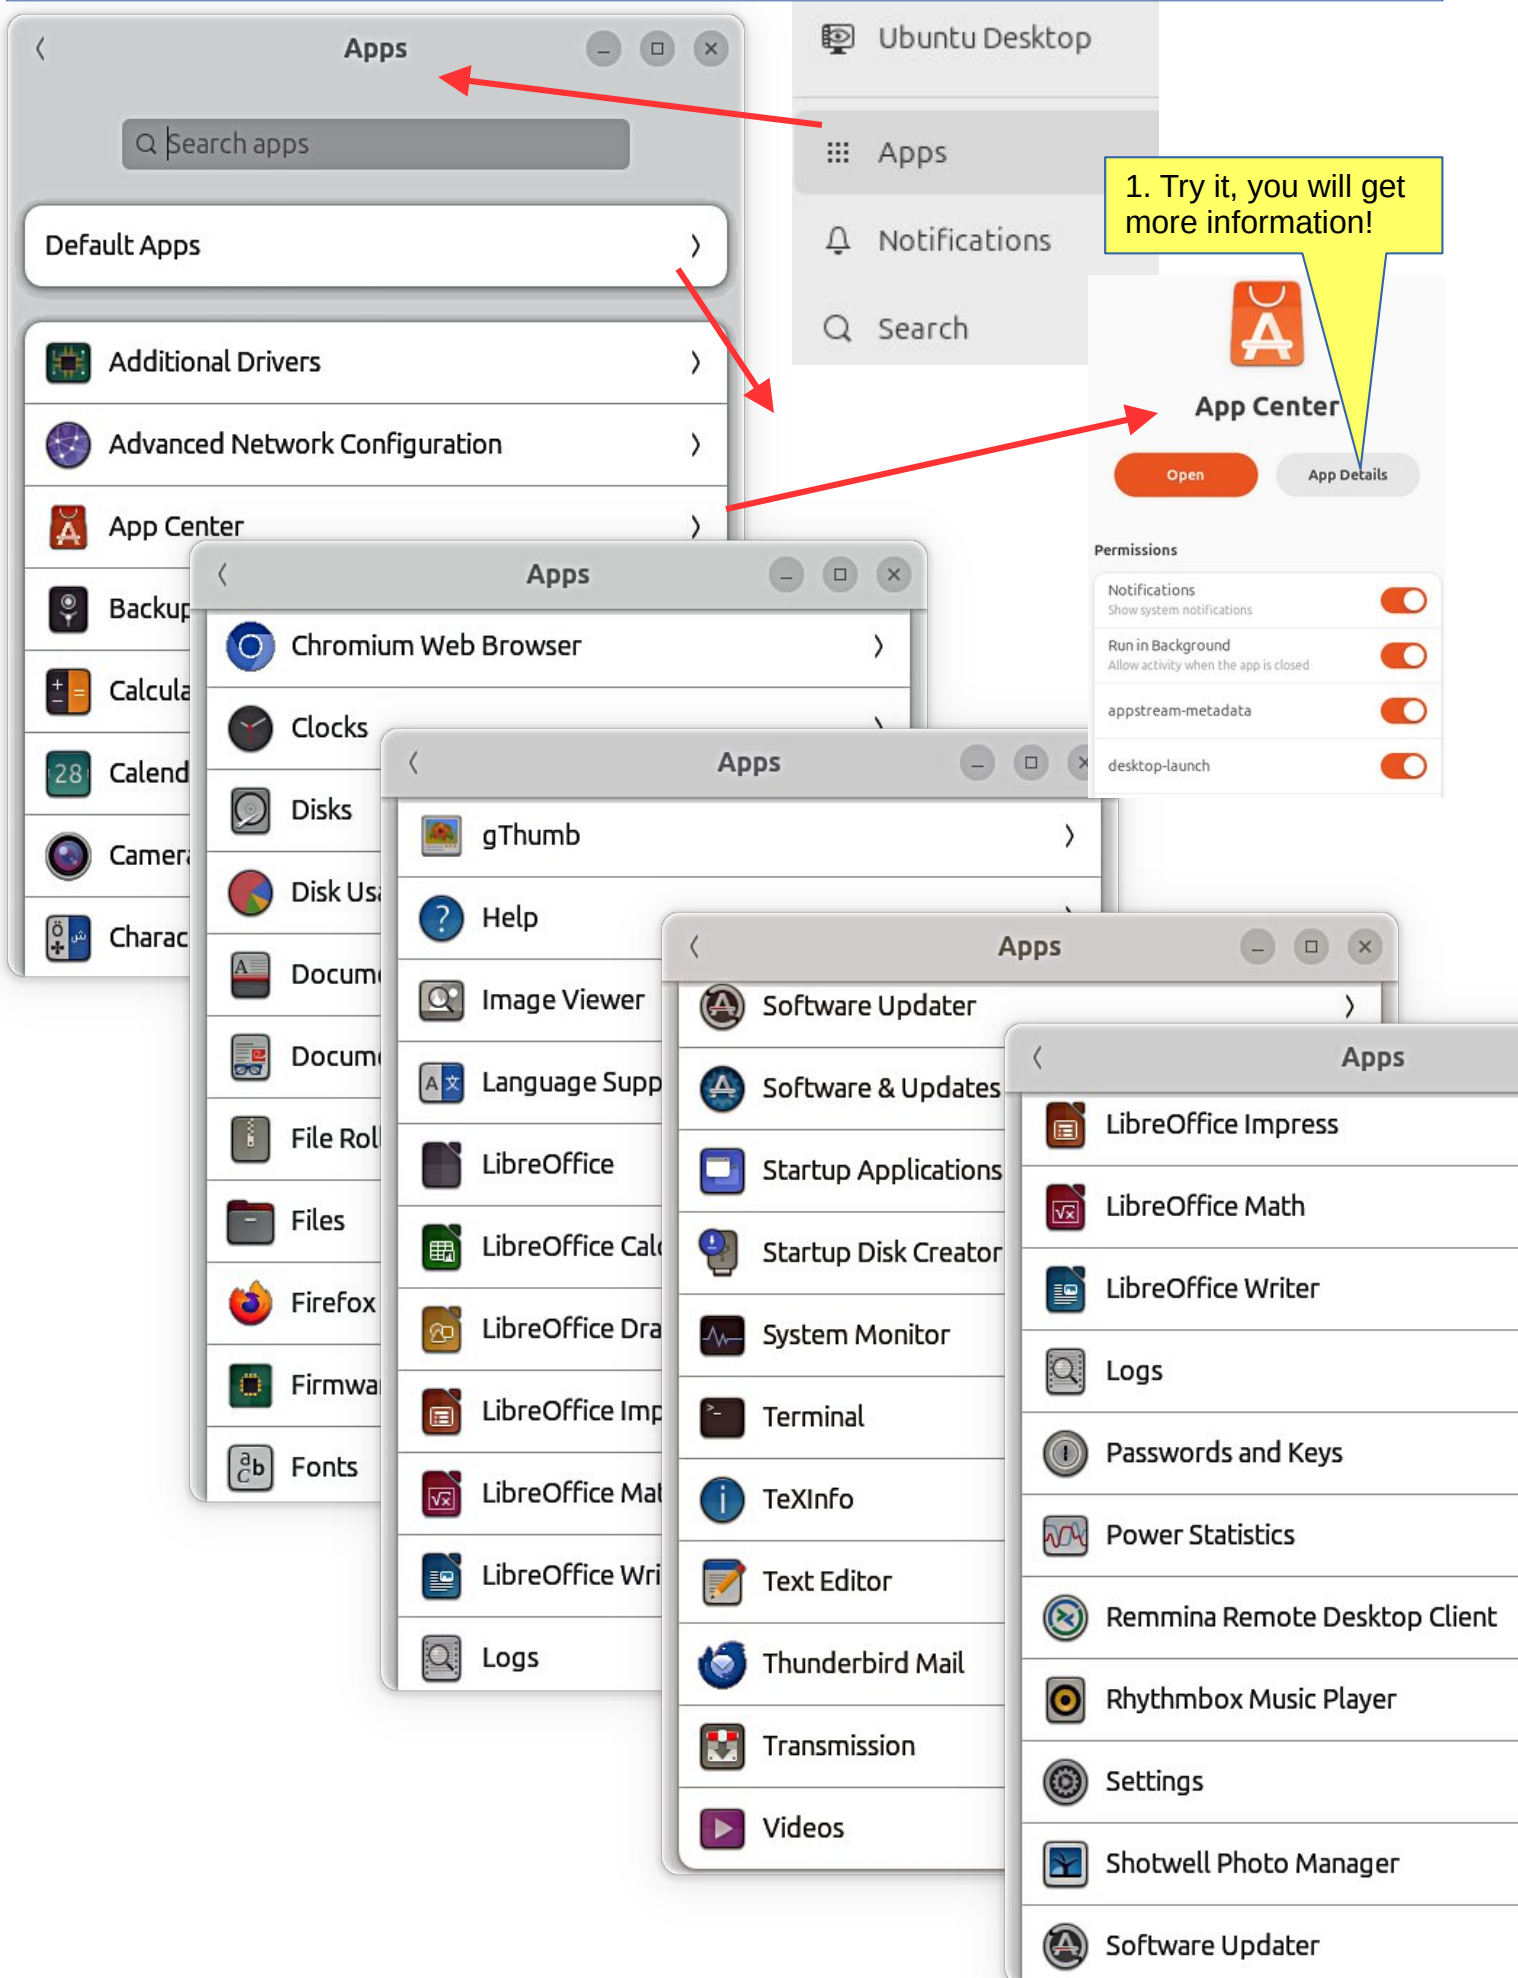 Apps
Search apps
Default Apps
Additional Drivers
Advanced Network Configuration
App Center
Backup
Calcula
Calend
Camer
Charac
Ubuntu Desktop
Apps
Notifications
Search
1. Try it, you will get
more information!
App Center
Open
App Details
Permissions
Notifications
Show system notifications
Run in Background
Allow activity when the app is closed
appstream-metadata
desktop-launch
Apps
Chromium Web Browser
Clocks
Disks
Disk Us
Docum
Docum
File Rol
Files
Firefox
Firmwa
Fonts
Apps
gThumb
Help
Image Viewer
Language Supp
LibreOffice
LibreOffice Calc
LibreOffice Dra
LibreOffice Imp
LibreOffice Mat
LibreOffice Wri
Logs
Apps
Software Updater
Software & Updates
Startup Applications
Startup Disk Creator
System Monitor
Terminal
TeXInfo
Text Editor
Thunderbird Mail
Transmission
Videos
Apps
LibreOffice Impress
LibreOffice Math
LibreOffice Writer
Logs
Passwords and Keys
Power Statistics
Remmina Remote Desktop Client
Rhythmbox Music Player
Settings
Shotwell Photo Manager
Software Updater